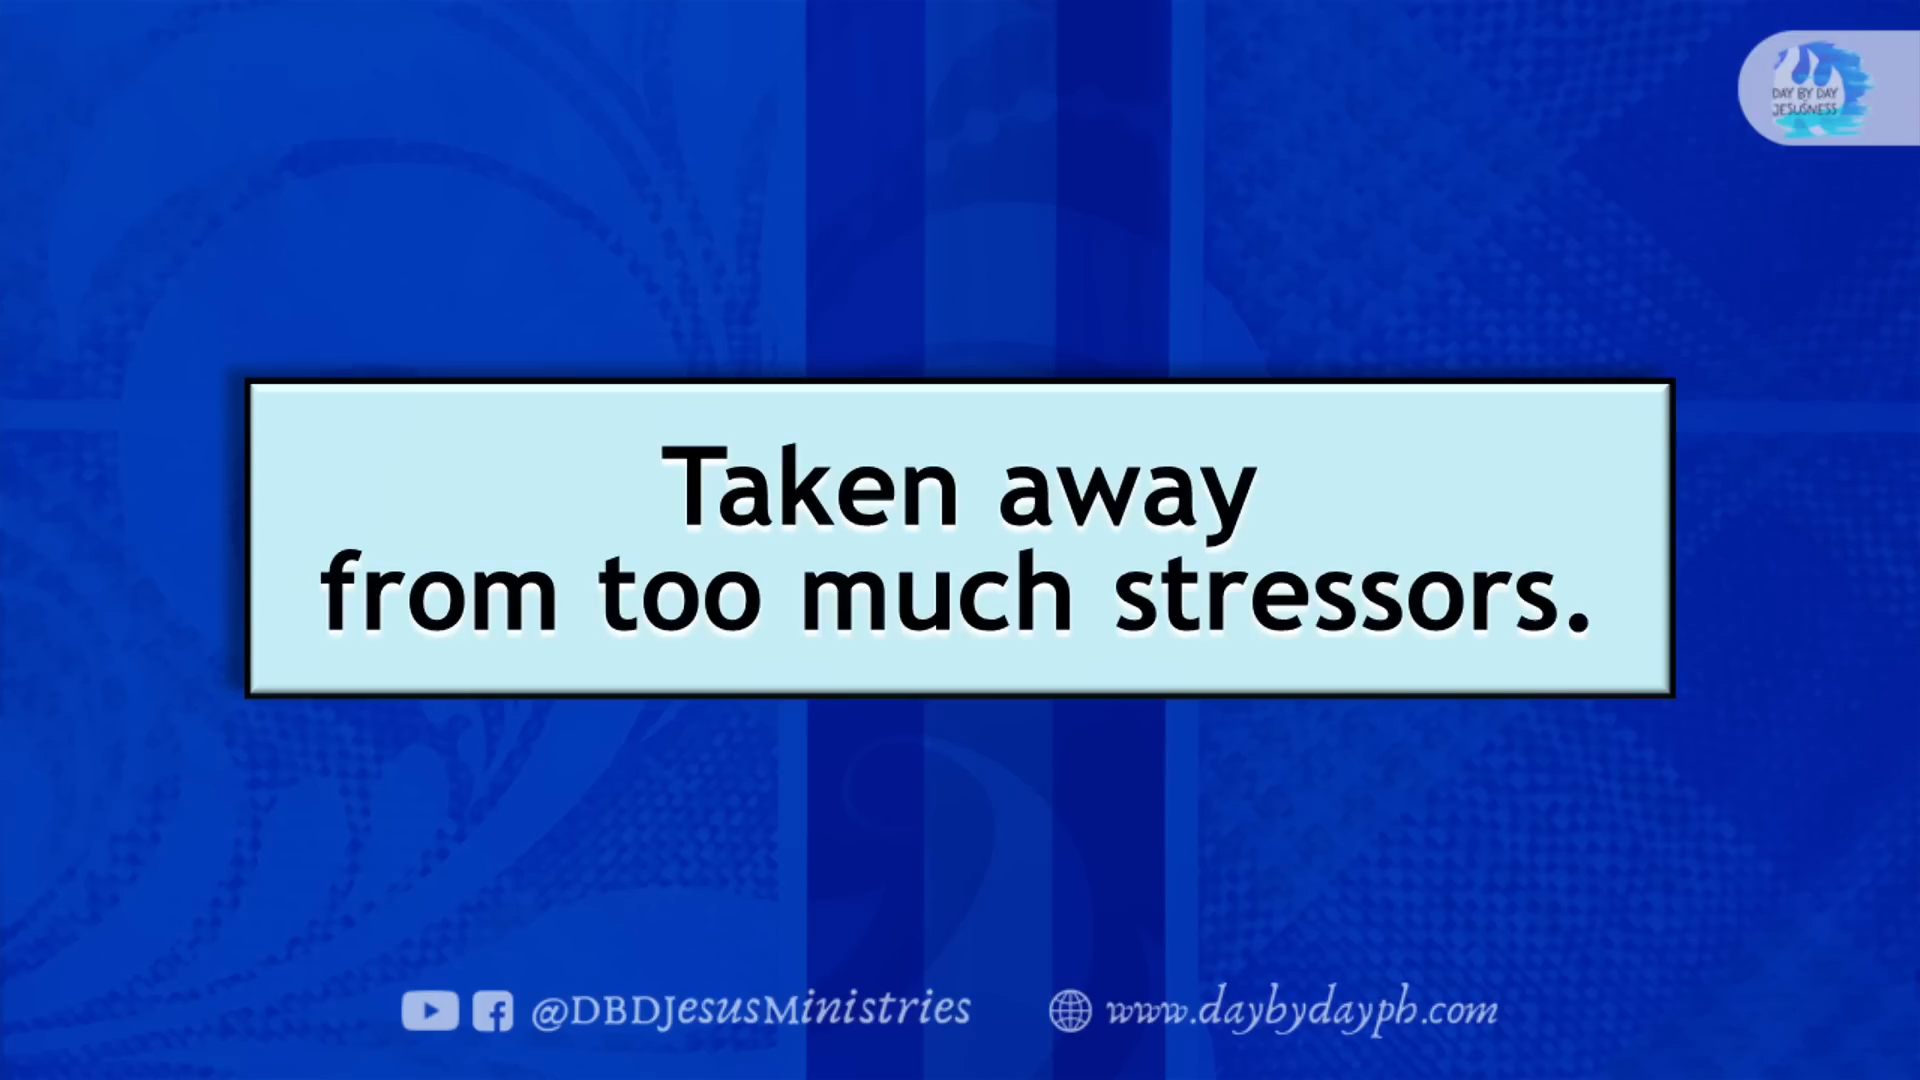 DAY BY DAY
JESUSNESS
Taken away
from too much stressors.
@DBDJesusMinistries
www.daybydayph.com